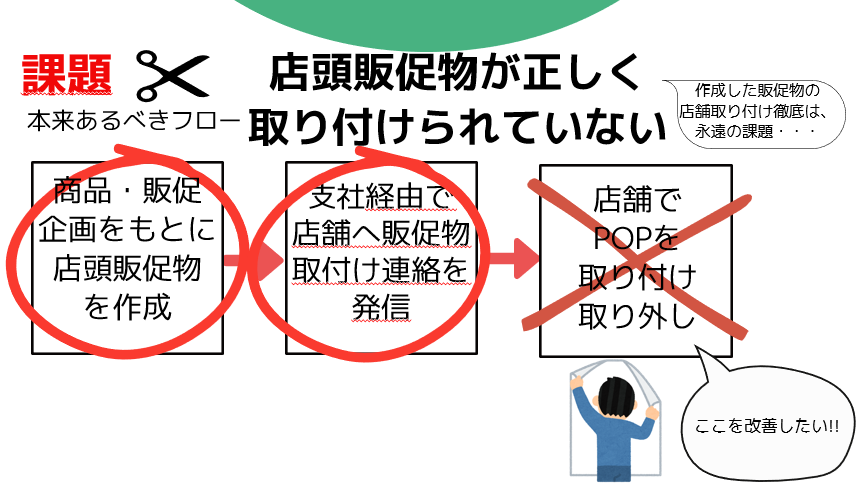 課題
店頭販促物が正しく
取り付けられていない
本来あるべきフロー
作成した販促物の
店舗取り付け徹底は、
永遠の課題・・・
商品・販促
企画をもとに
店頭販促物
を作成
支社経由で
店舗へ販促物
取付け連絡を
発信
店舗で
POPを
取り付け
取り外し
ここを改善したい!!